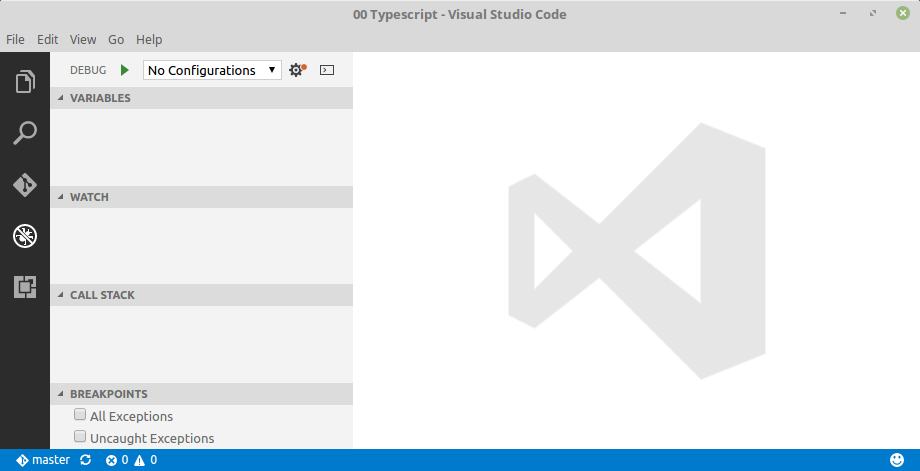 00 Typescript - Visual Studio Code
File Edit View Go Help
DEBUG No Configurations
VARIABLES
WATCH
CALL STACK
BREAKPOINTS
All Exceptions
Uncaught Exceptions
master 0 0